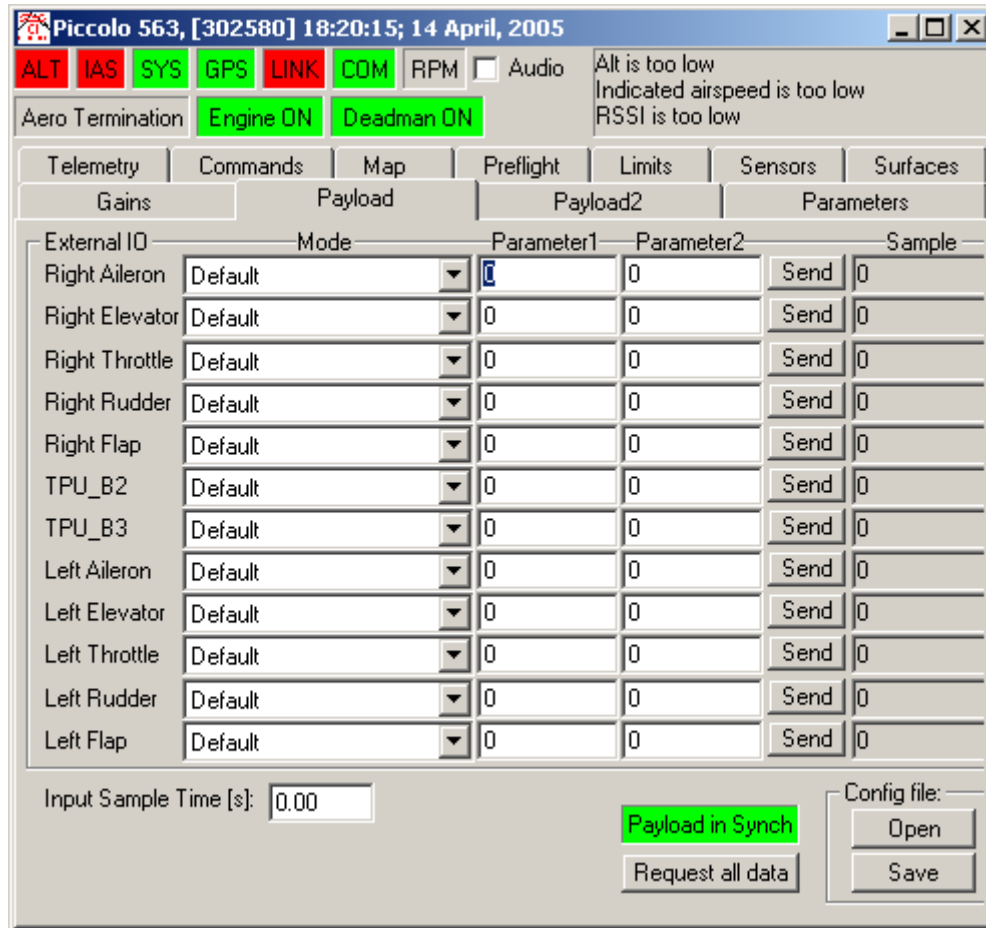 Piccolo 563, [302580] 18:20:15; 14 April, 2005
ALT IAS SYS GPS LINK COM RPM Audio
Alt is too low
Indicated airspeed is too low
RSSI is too low
Aero Termination Engine ON Deadman ON
Telemetry Commands Map Preflight Limits Sensors Surfaces
Gains Payload Payload2 Parameters
External IO Mode Parameter1 Parameter2 Sample
Right Aileron Default 0 0 Send 0
Right Elevator Default 0 0 Send 0
Right Throttle Default 0 0 Send 0
Right Rudder Default 0 0 Send 0
Right Flap Default 0 0 Send 0
TPU_B2 Default 0 0 Send 0
TPU_B3 Default 0 0 Send 0
Left Aileron Default 0 0 Send 0
Left Elevator Default 0 0 Send 0
Left Throttle Default 0 0 Send 0
Left Rudder Default 0 0 Send 0
Left Flap Default 0 0 Send 0
Input Sample Time [s]: 0.00
Payload in Synch
Request all data
Config file:
Open
Save